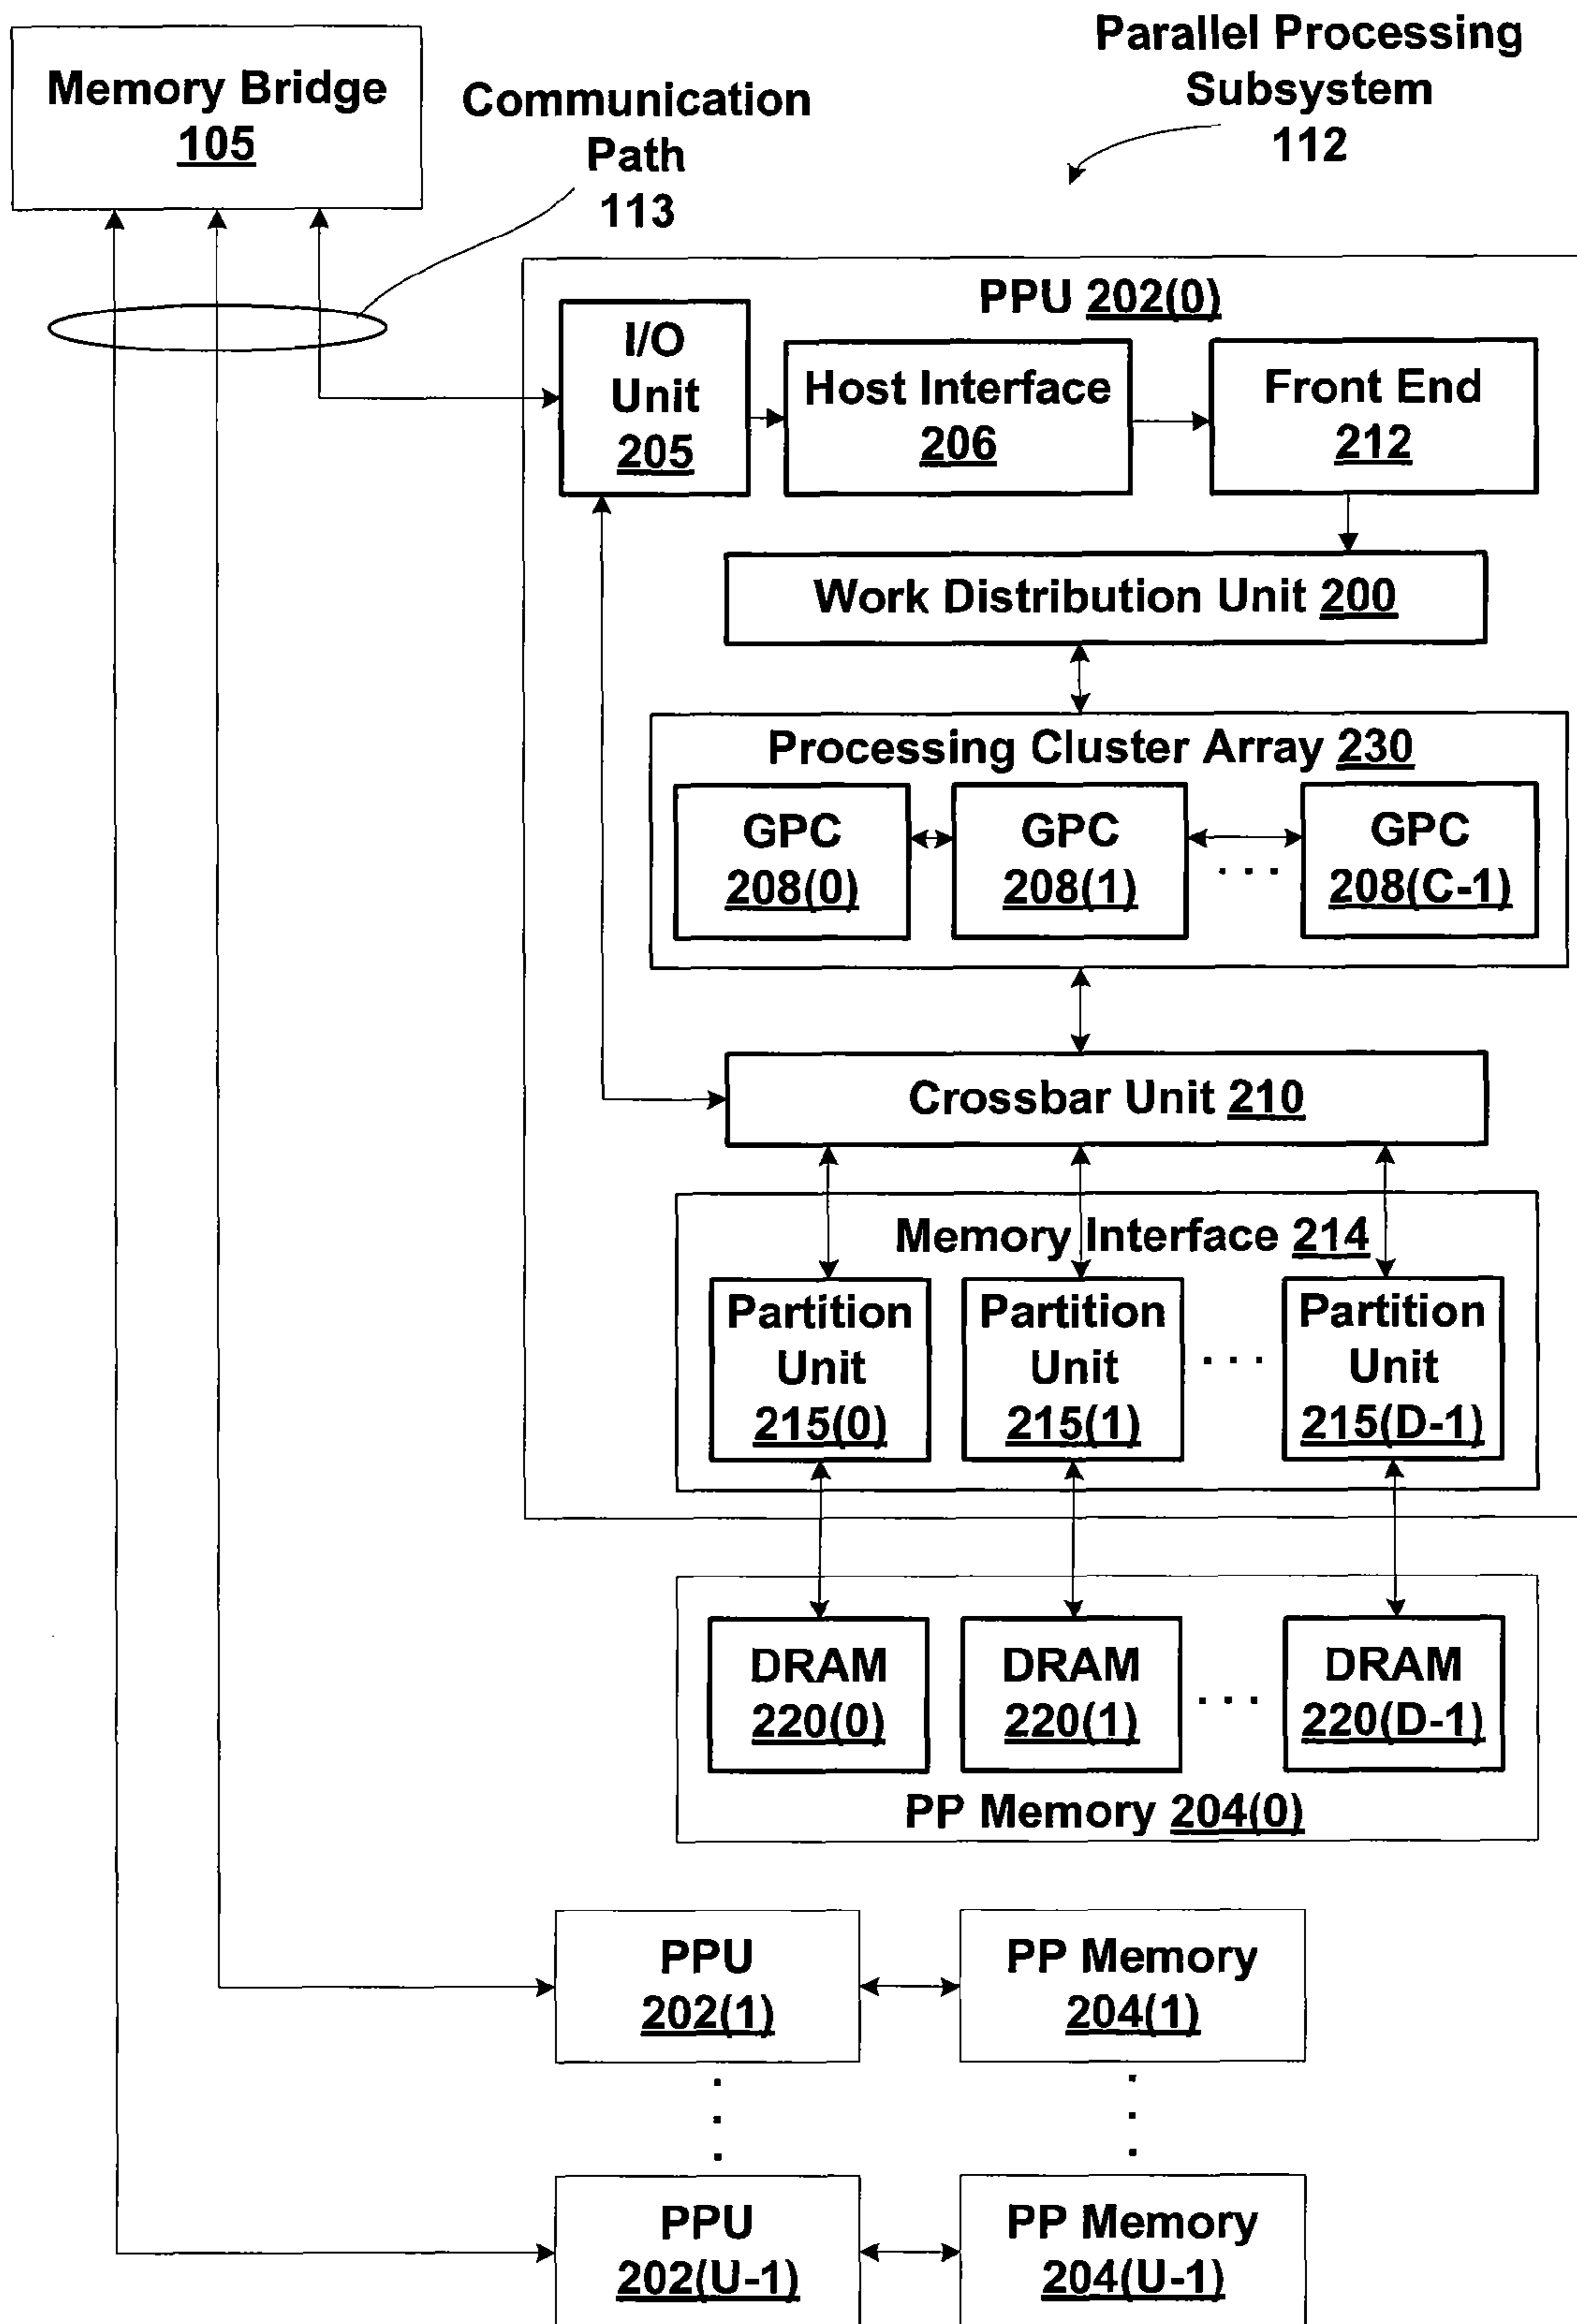 Parallel Processing
Subsystem
112
Memory Bridge
105
Communication
Path
113
PPU 202(0)
I/O
Unit
205
Host Interface
206
Front End
212
Work Distribution Unit 200
Processing Cluster Array 230
GPC
208(0)
GPC
208(1)
. . .
GPC
208(C-1)
Crossbar Unit 210
Memory Interface 214
Partition
Unit
215(0)
Partition
Unit
215(1)
. . .
Partition
Unit
215(D-1)
DRAM
220(0)
DRAM
220(1)
. . .
DRAM
220(D-1)
PP Memory 204(0)
PPU
202(1)
PP Memory
204(1)
PPU
202(U-1)
PP Memory
204(U-1)